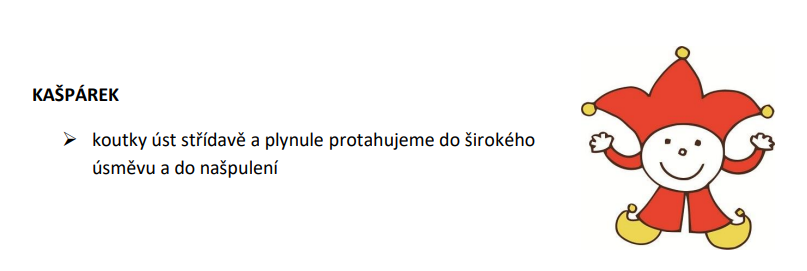 KAŠPÁREK
➢ koutky úst střídavě a plynule protahujeme do širokého
úsměvu a do našpulení